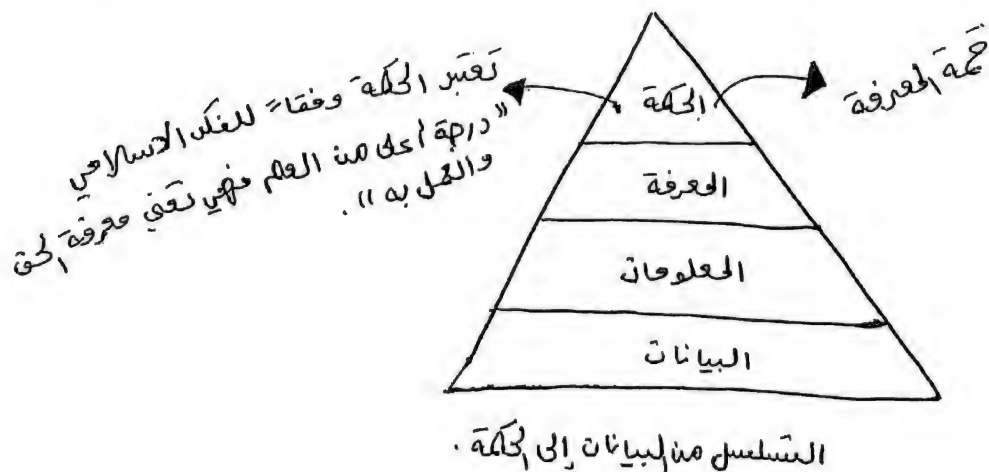 تعتبر الحكمة وفقاً للفكر الاسلامي
"درجة أعلى من العلم فهي تعني معرفة الحق
والعمل به".
الحكمة
قمة المعرفة
المعرفة
المعلومات
البيانات
التسلسل من البيانات إلى الحكمة.